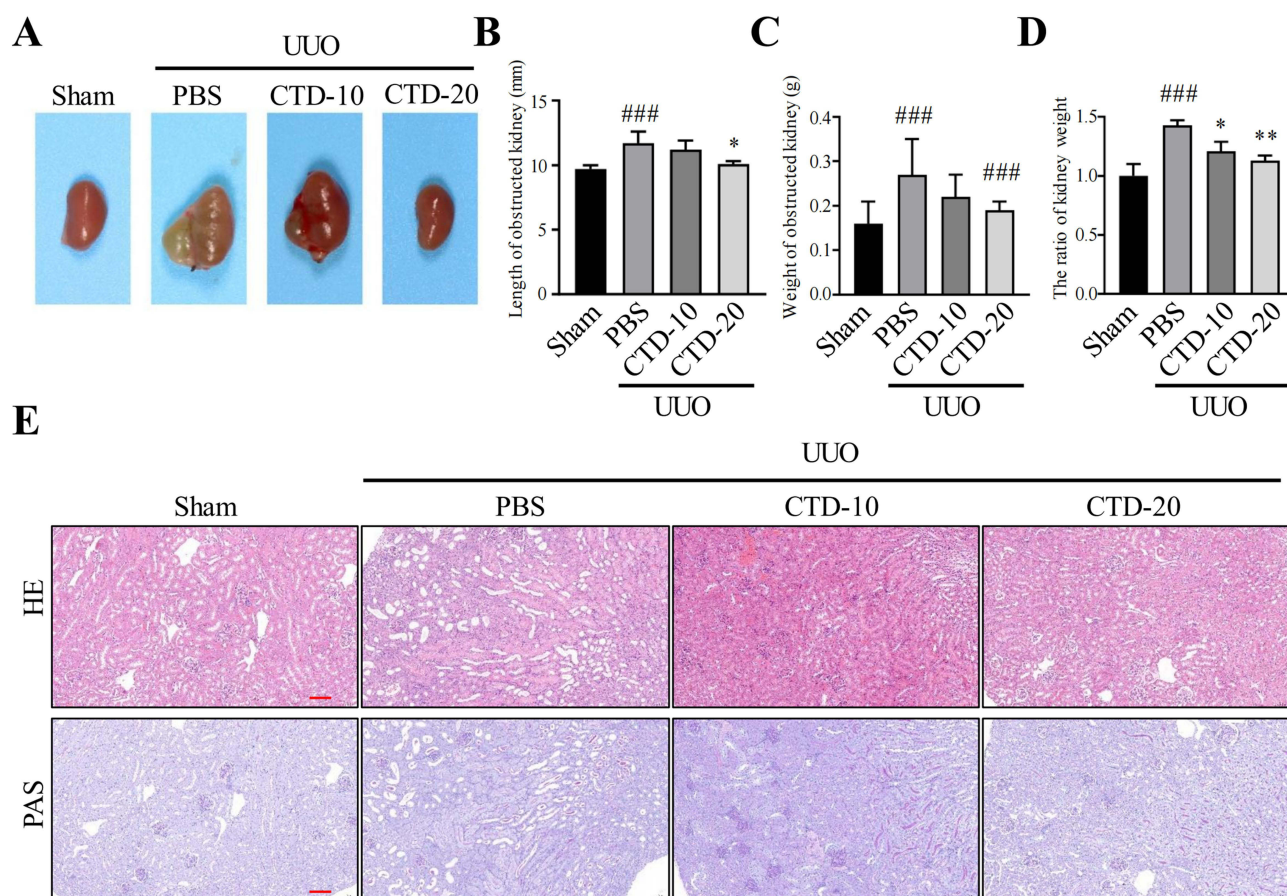 A
UUO
Sham PBS CTD-10 CTD-20
B
Length of obstructed kidney (mm)
15
10
5
0
###
*
Sham PBS CTD-10 CTD-20
UUO
C
Weight of obstructed kidney (g)
0.4
0.3
0.2
0.1
0.0
###
###
Sham PBS CTD-10 CTD-20
UUO
D
The ratio of kidney weight
1.5
1.0
0.5
0.0
###
*
**
Sham PBS CTD-10 CTD-20
UUO
E
UUO
Sham PBS CTD-10 CTD-20
HE
PAS